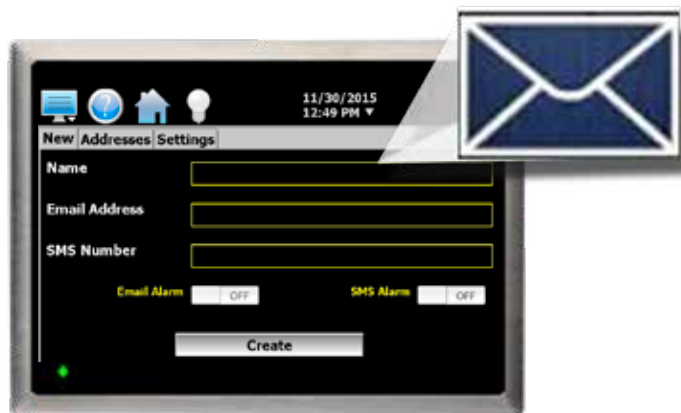 11/30/2015
12:49 PM ▼
New Addresses Settings
Name
Email Address
SMS Number
Email Alarm OFF SMS Alarm OFF
Create